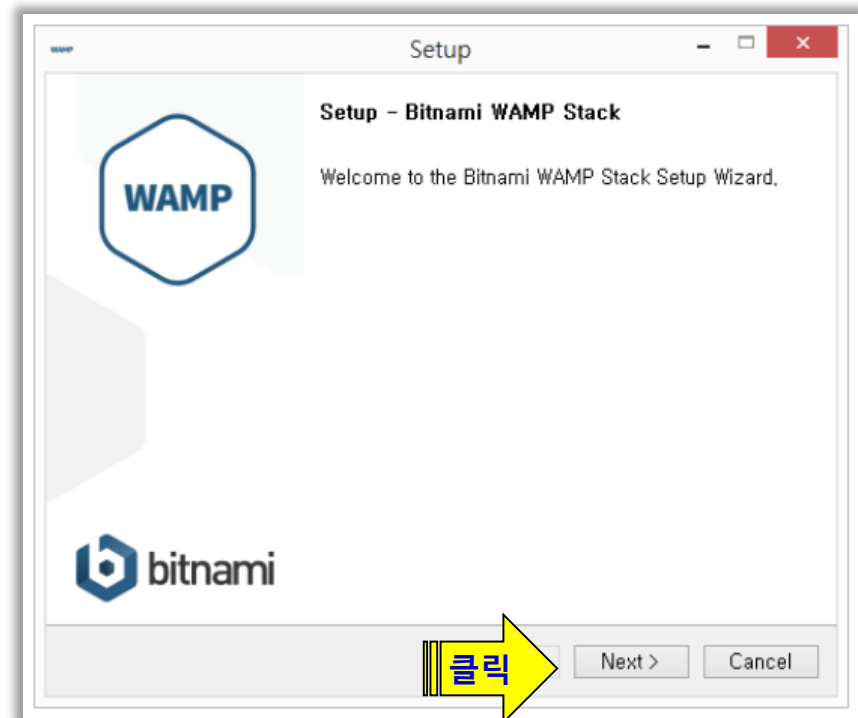 WAMP
Setup
Setup - Bitnami WAMP Stack
WAMP
Welcome to the Bitnami WAMP Stack Setup Wizard.
bitnami
클릭
Next >
Cancel